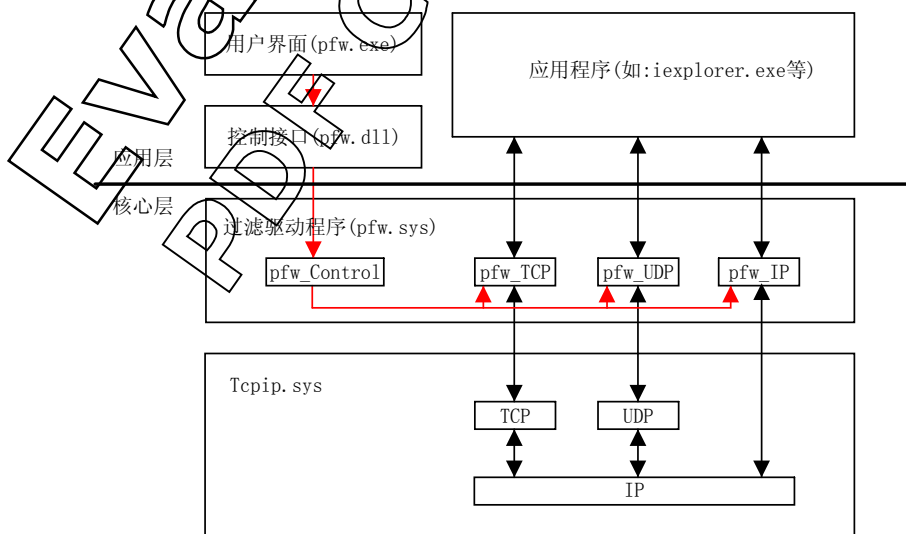 用户界面(pfw.exe)
应用程序(如:iexplorer.exe等)
控制接口(pfw.dll)
应用层
核心层
过滤驱动程序(pfw.sys)
pfw_Control
pfw_TCP
pfw_UDP
pfw_IP
Tcpip.sys
TCP
UDP
IP
Eva
PDF C